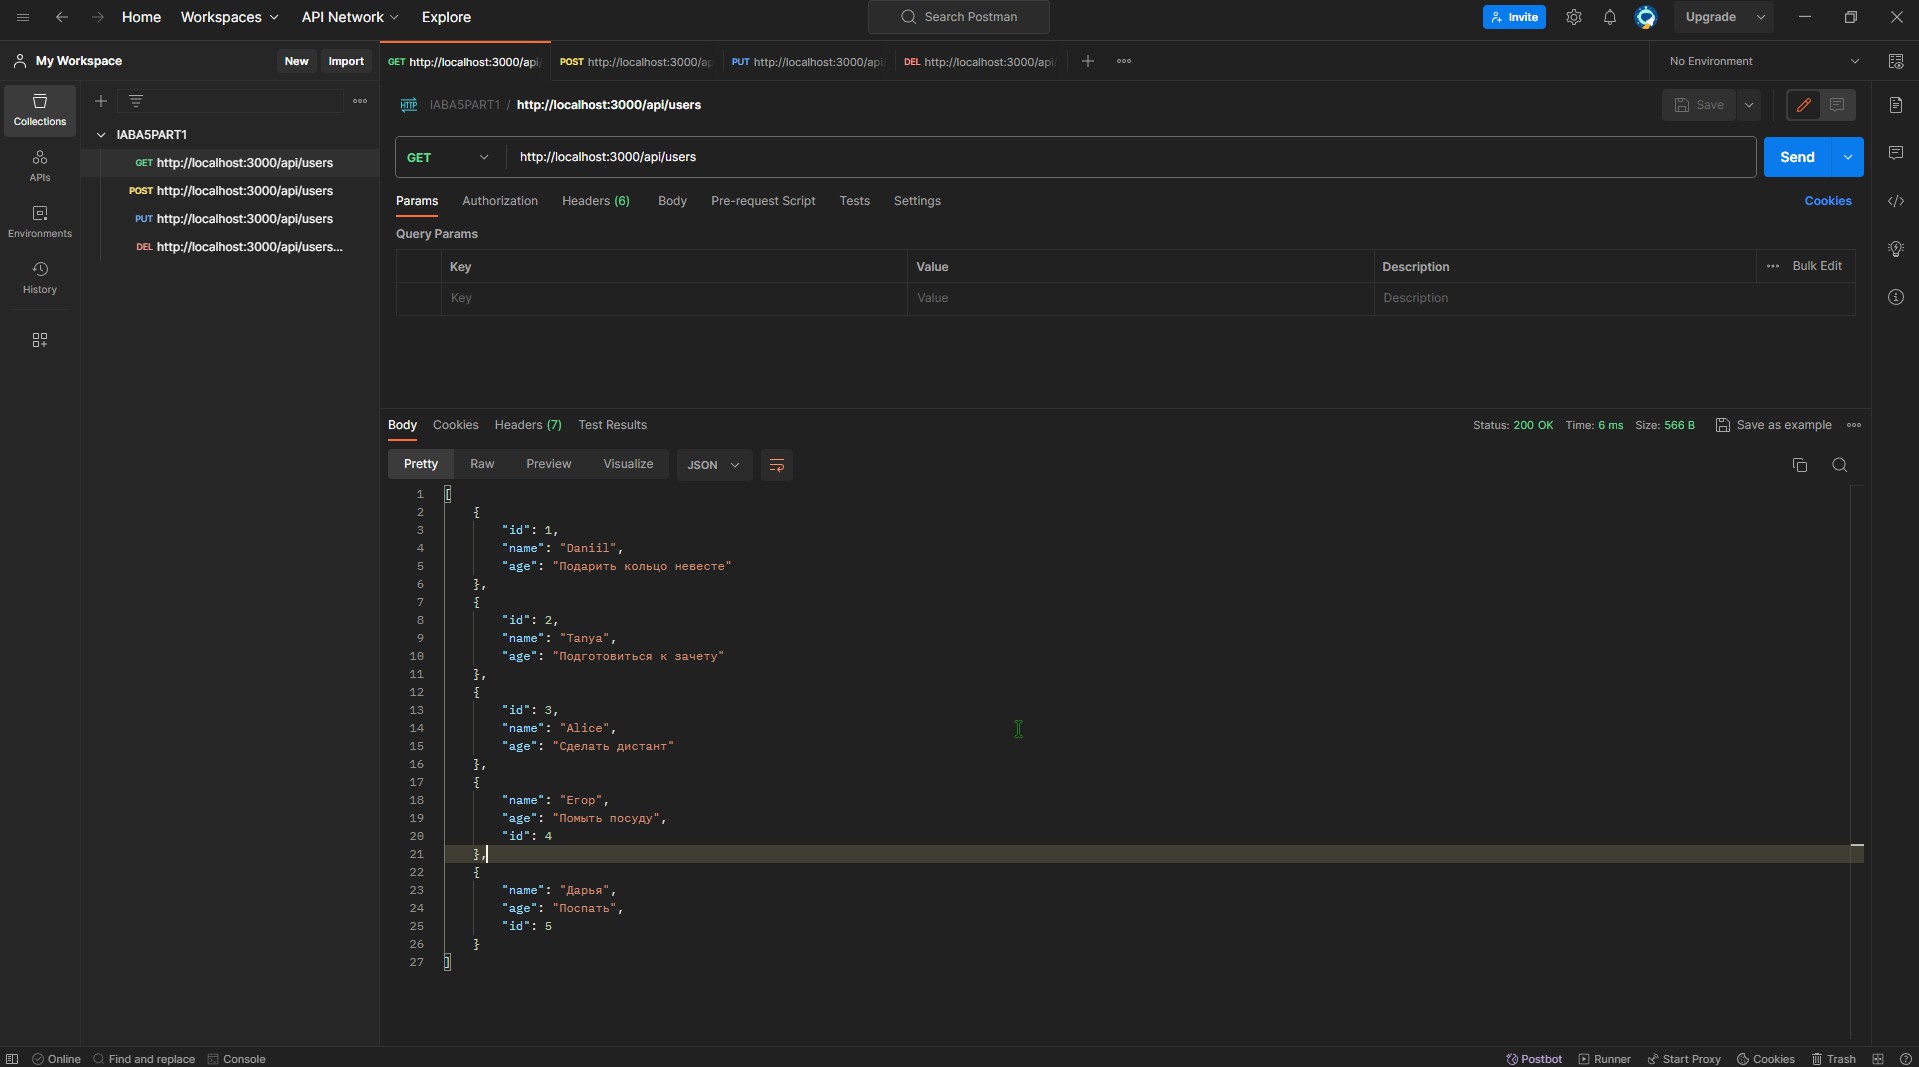 Home Workspaces API Network Explore Search Postman Invite Upgrade
My Workspace New Import GET http://localhost:3000/api/ POST http://localhost:3000/ap PUT http://localhost:3000/api DEL http://localhost:3000/api/ No Environment
IABA5PART1 / http://localhost:3000/api/users Save
Collections
APIs
Environments
History
IABA5PART1
GET http://localhost:3000/api/users
POST http://localhost:3000/api/users
PUT http://localhost:3000/api/users
DEL http://localhost:3000/api/users...
GET http://localhost:3000/api/users Send
Params Authorization Headers (6) Body Pre-request Script Tests Settings Cookies
Query Params
Key Value Description Bulk Edit
Key Value Description
Body Cookies Headers (7) Test Results Status: 200 OK Time: 6 ms Size: 566 B Save as example
Pretty Raw Preview Visualize JSON
1 [
2 {
3 "id": 1,
4 "name": "Daniil",
5 "age": "Подарить кольцо невесте"
6 },
7 {
8 "id": 2,
9 "name": "Tanya",
10 "age": "Подготовиться к зачету"
11 },
12 {
13 "id": 3,
14 "name": "Alice",
15 "age": "Сделать дистант"
16 },
17 {
18 "name": "Егор",
19 "age": "Помыть посуду",
20 "id": 4
21 },
22 {
23 "name": "Дарья",
24 "age": "Поспать",
25 "id": 5
26 }
27 ]
Online Find and replace Console Postbot Runner Start Proxy Cookies Trash